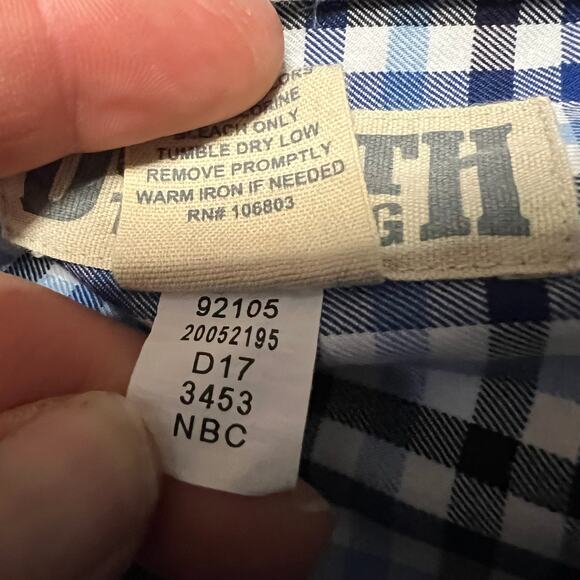 ORINE
BLEACH ONLY
TUMBLE DRY LOW
REMOVE PROMPTLY
WARM IRON IF NEEDED
RN# 106803
TH
G
92105
20052195
D17
3453
NBC